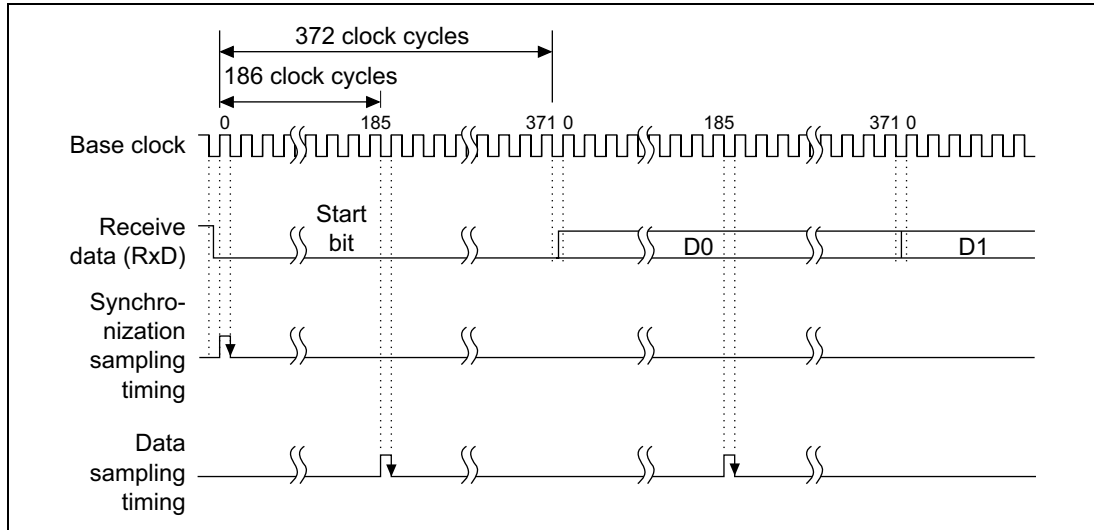 372 clock cycles
186 clock cycles
0 185 371 0 185 371 0
Base clock
Receive
data (RxD)
Start
bit
D0
D1
Synchro-
nization
sampling
timing
Data
sampling
timing